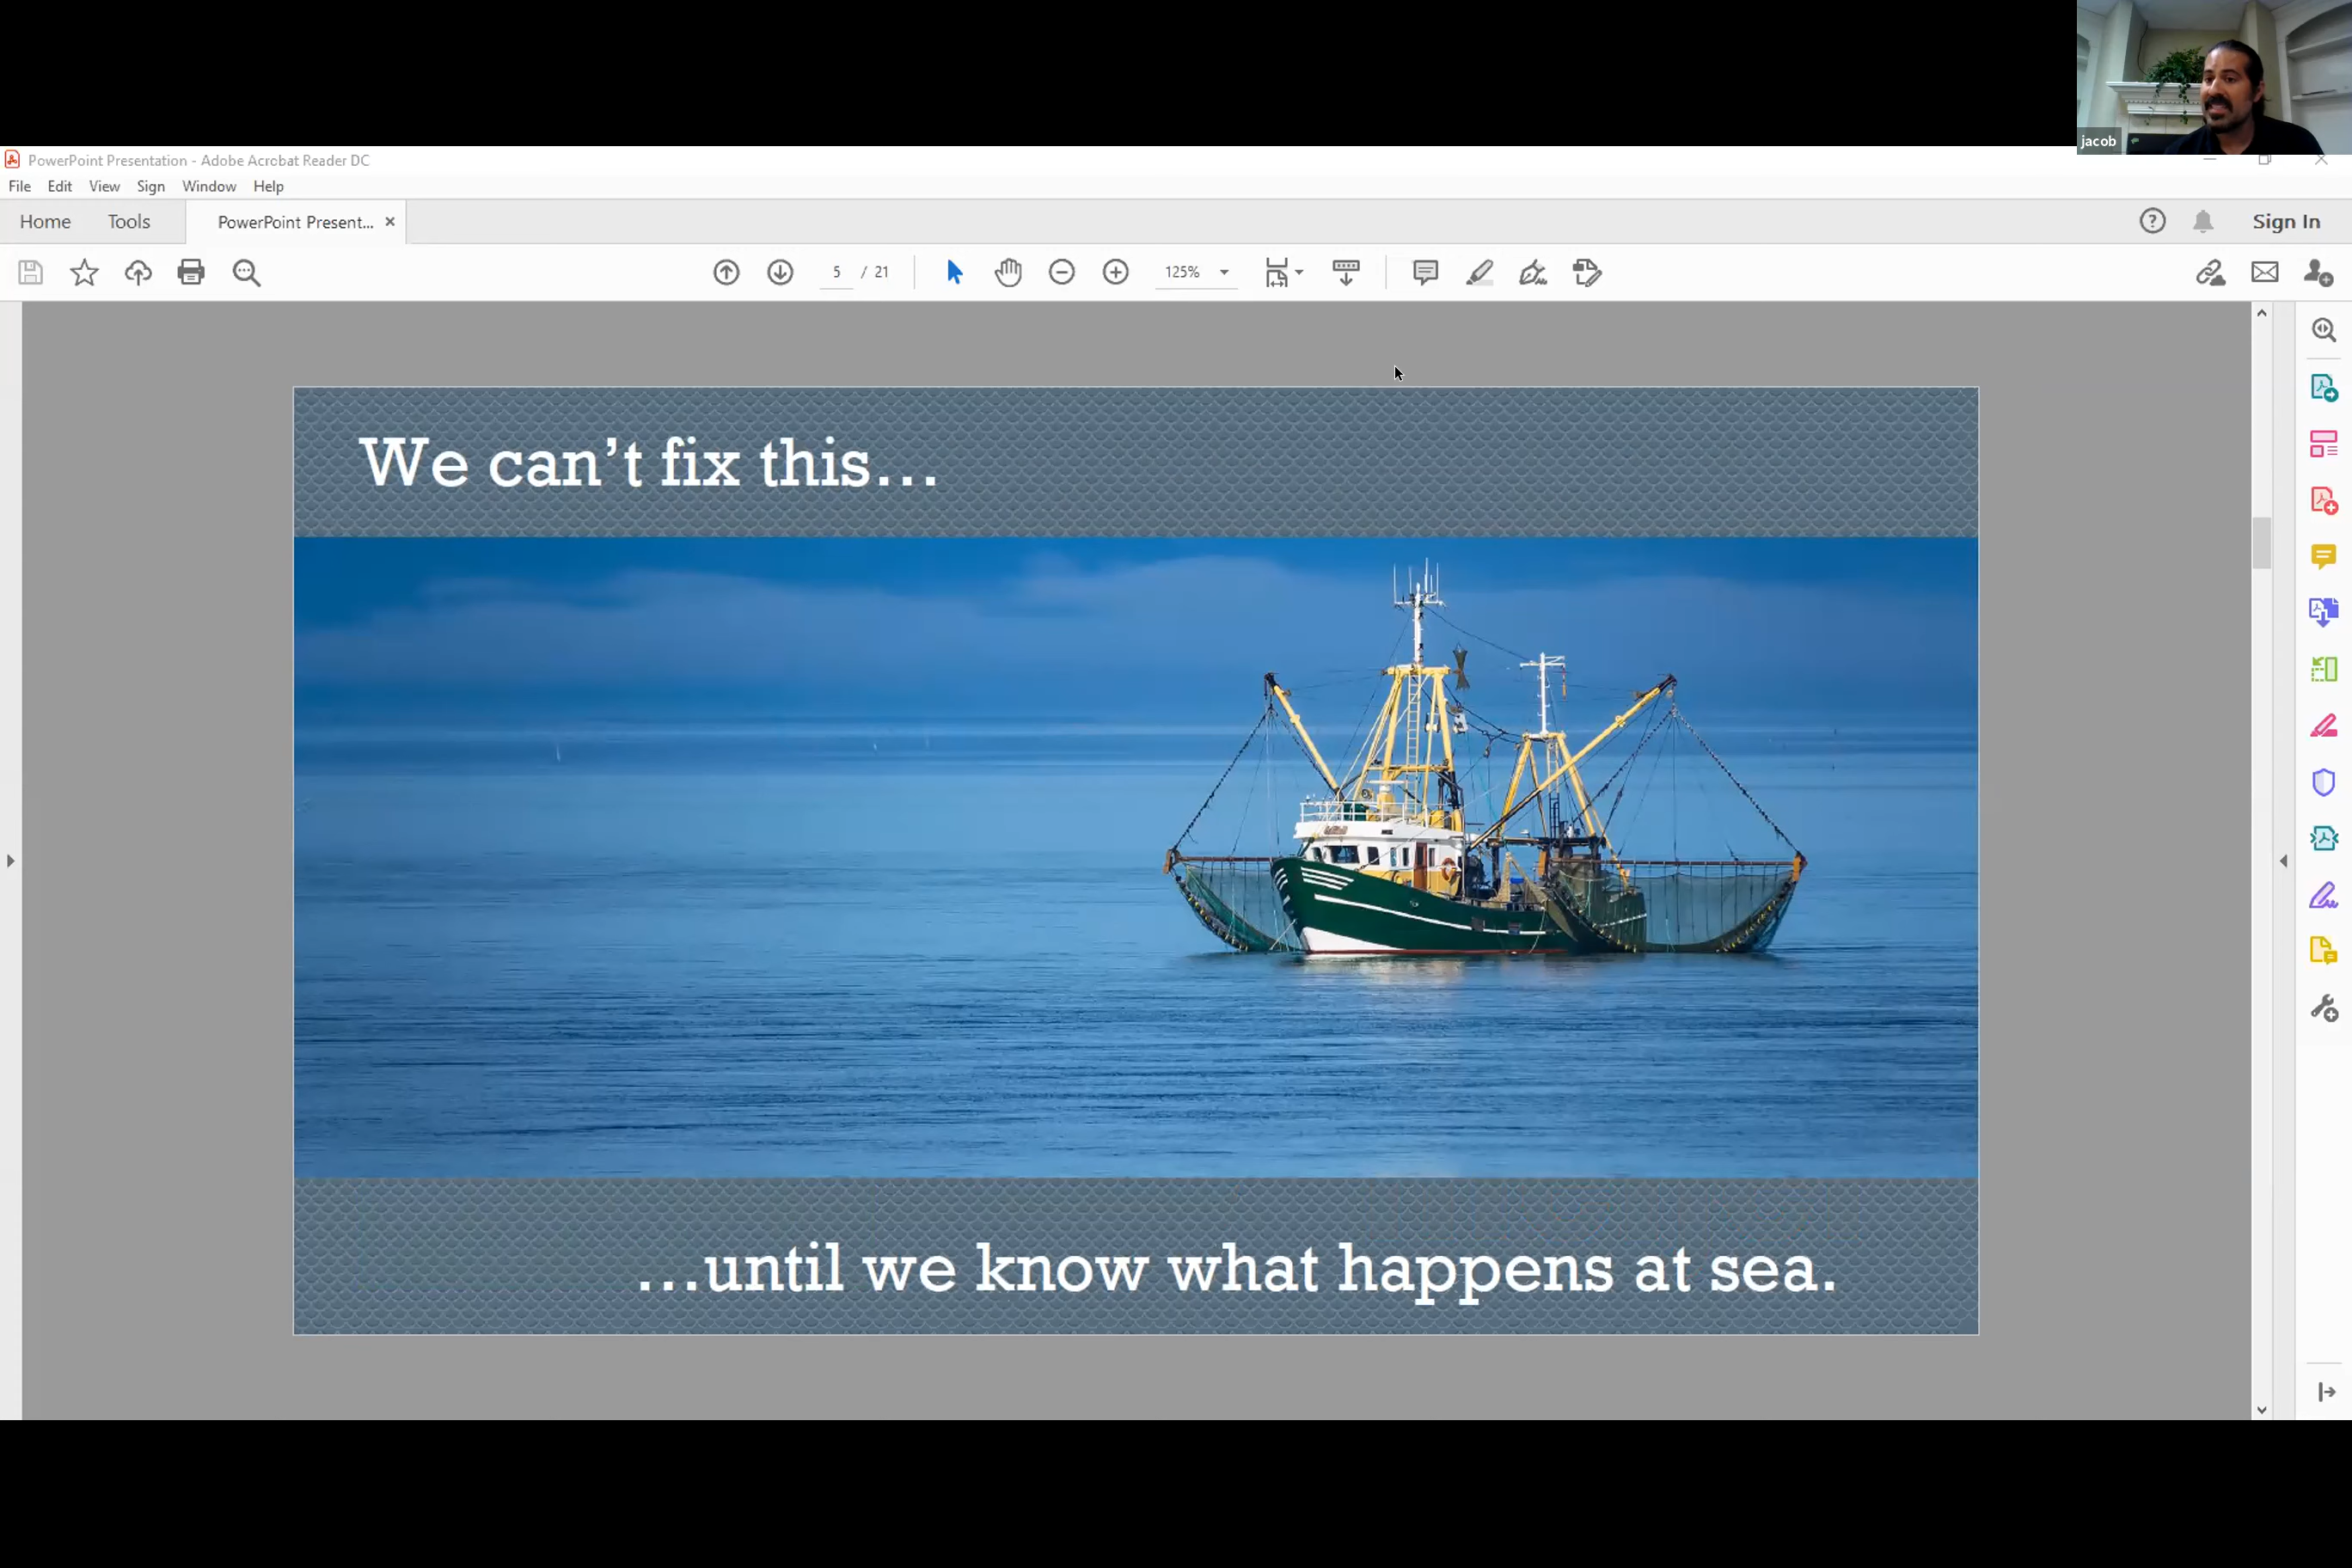 jacob
PowerPoint Presentation - Adobe Acrobat Reader DC
File Edit View Sign Window Help
Home Tools PowerPoint Present... × Sign In
5 / 21 125%
We can’t fix this…
…until we know what happens at sea.